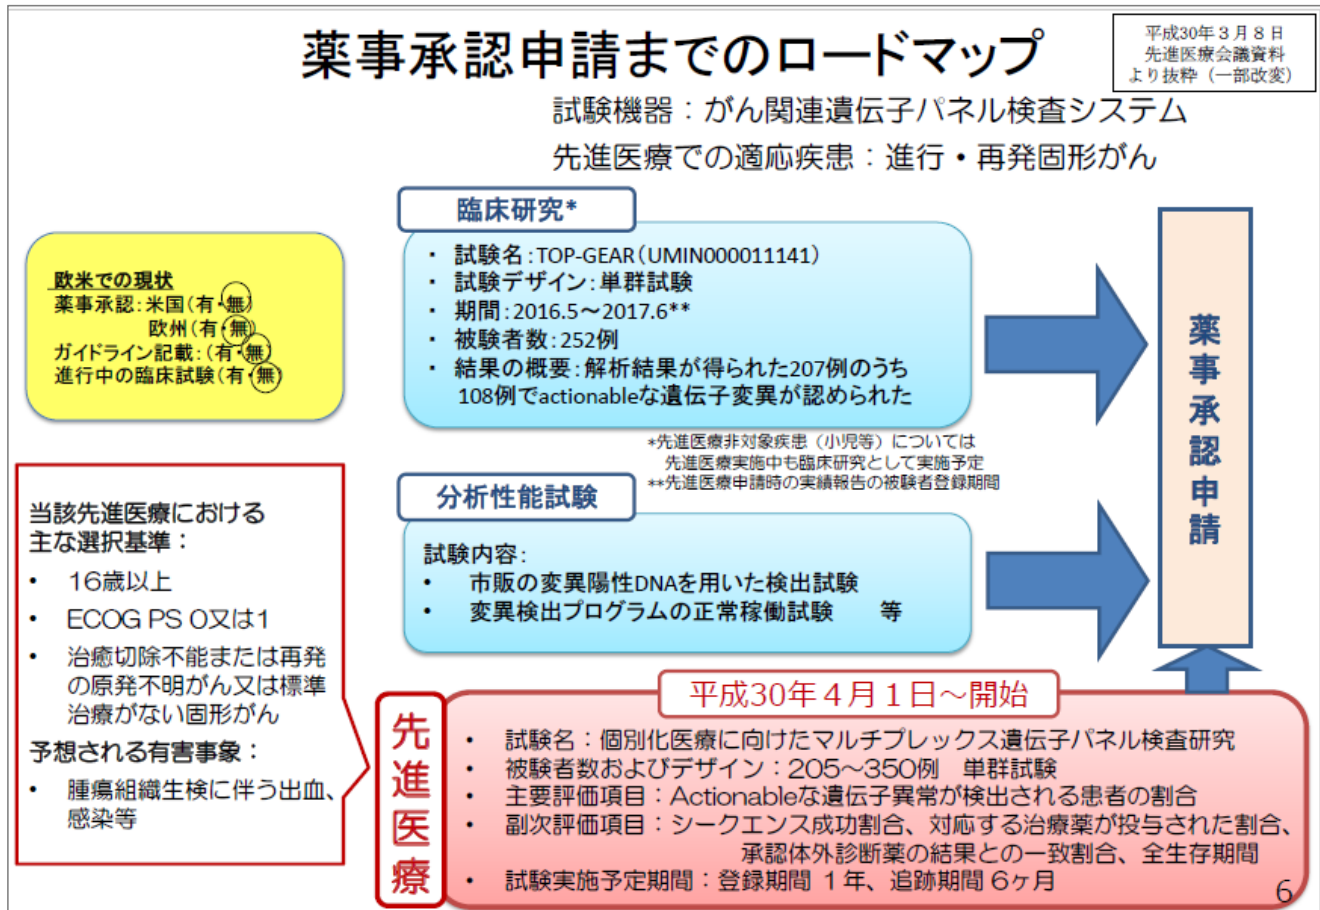 薬事承認申請までのロードマップ
平成30年３月８日
先進医療会議資料
より抜粋（一部改変）
試験機器：がん関連遺伝子パネル検査システム
先進医療での適応疾患：進行・再発固形がん
欧米での現状
薬事承認：米国（有・無）
欧州（有・無）
ガイドライン記載：（有・無）
進行中の臨床試験（有・無）
臨床研究*
・ 試験名：TOP-GEAR（UMIN000011141）
・ 試験デザイン：単群試験
・ 期間：2016.5～2017.6**
・ 被験者数：252例
・ 結果の概要：解析結果が得られた207例のうち
108例でactionableな遺伝子変異が認められた
*先進医療非対象疾患（小児等）については
先進医療実施中も臨床研究として実施予定
**先進医療申請時の実績報告の被験者登録期間
分析性能試験
試験内容：
• 市販の変異陽性DNAを用いた検出試験
• 変異検出プログラムの正常稼働試験　等
薬事承認申請
当該先進医療における
主な選択基準：
• 16歳以上
• ECOG PS 0又は1
• 治癒切除不能または再発
の原発不明がん又は標準
治療がない固形がん
予想される有害事象：
• 腫瘍組織生検に伴う出血、
感染等
先進医療
平成30年４月１日～開始
• 試験名：個別化医療に向けたマルチプレックス遺伝子パネル検査研究
• 被験者数およびデザイン：205～350例　単群試験
• 主要評価項目：Actionableな遺伝子異常が検出される患者の割合
• 副次評価項目：シークエンス成功割合、対応する治療薬が投与された割合、
承認体外診断薬の結果との一致割合、全生存期間
• 試験実施予定期間：登録期間 1年、追跡期間 6ヶ月
6